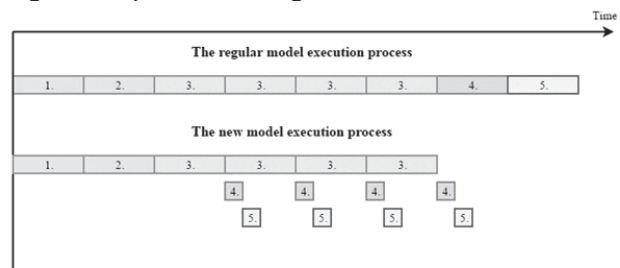 Time
The regular model execution process
1. 2. 3. 3. 3. 3. 4. 5.
The new model execution process
1. 2. 3. 3. 3. 3.
4. 4. 4. 4.
5. 5. 5. 5.